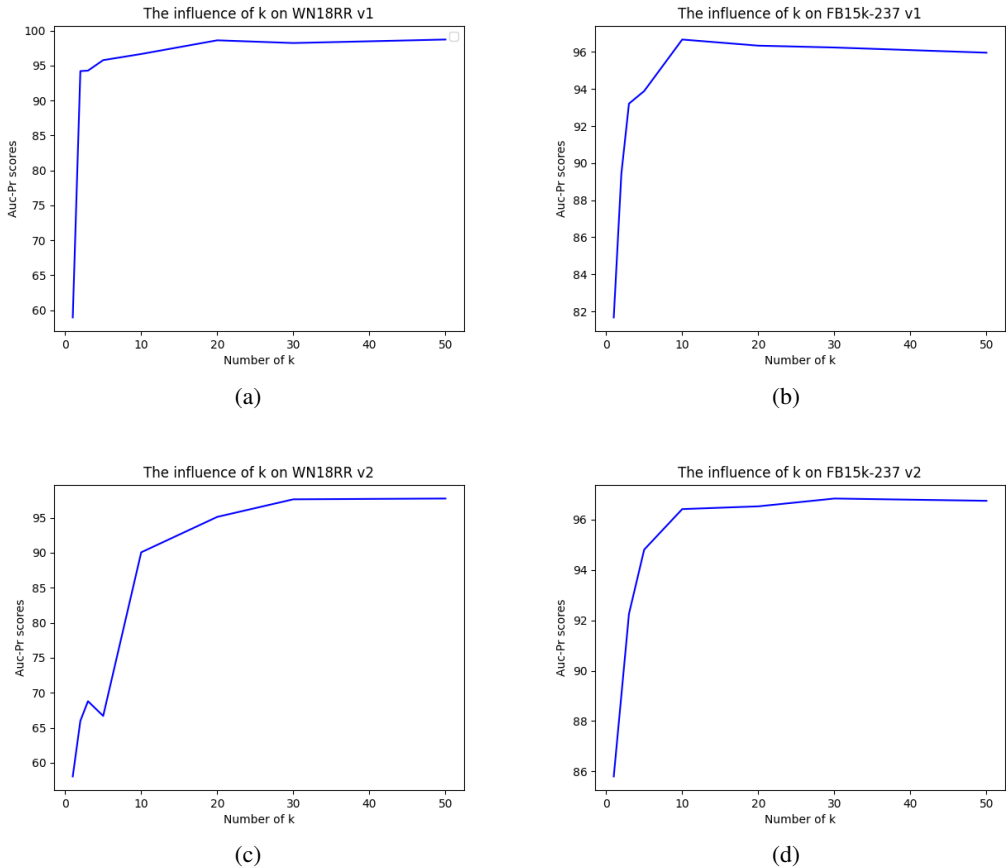 The influence of k on WN18RR v1
100
95
90
85
80
75
70
65
60
Auc-Pr scores
0 10 20 30 40 50
Number of k
(a)
The influence of k on FB15k-237 v1
96
94
92
90
88
86
84
82
Auc-Pr scores
0 10 20 30 40 50
Number of k
(b)
The influence of k on WN18RR v2
95
90
85
80
75
70
65
60
Auc-Pr scores
0 10 20 30 40 50
Number of k
(c)
The influence of k on FB15k-237 v2
96
94
92
90
88
86
Auc-Pr scores
0 10 20 30 40 50
Number of k
(d)